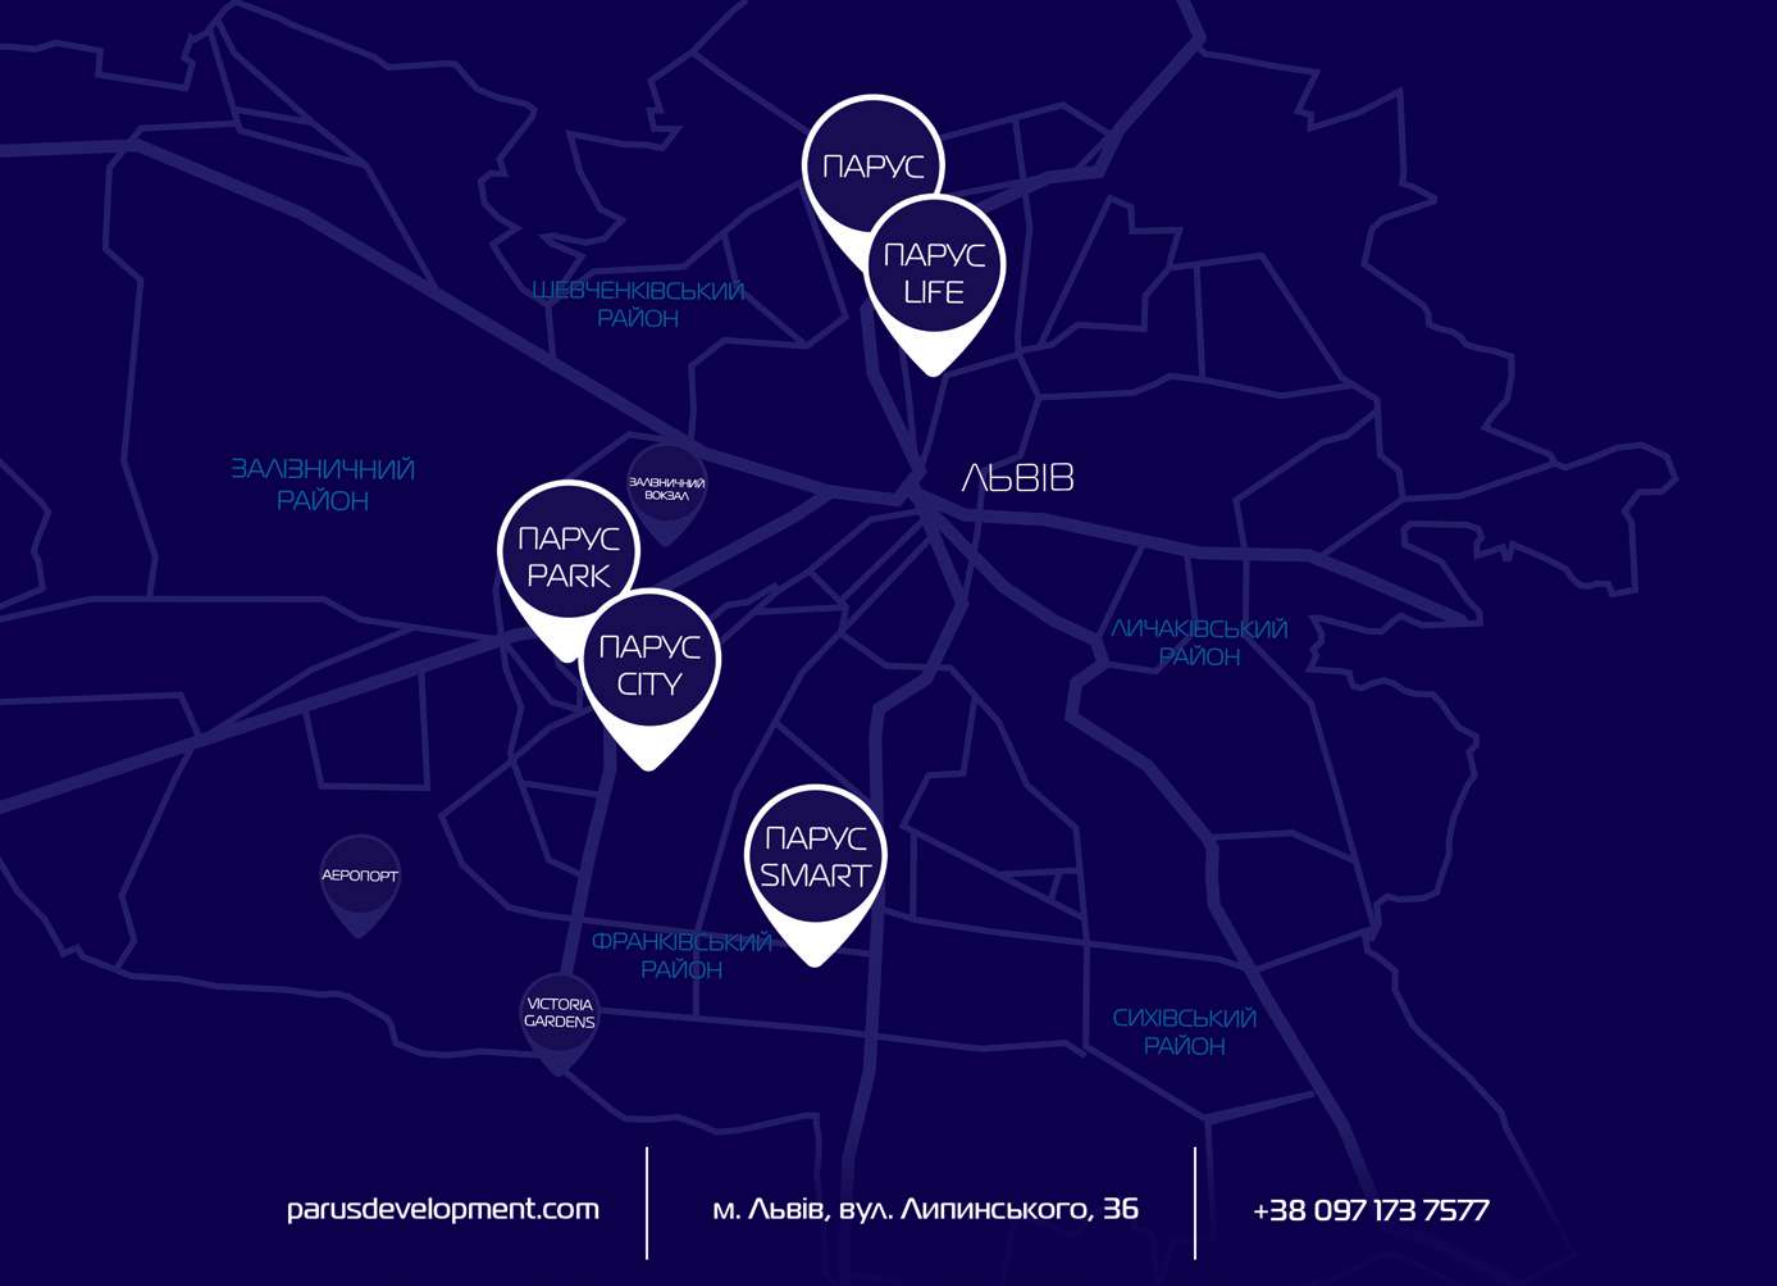 ПАРУС
ПАРУС
LIFE
ШЕВЧЕНКІВСЬКИЙ
РАЙОН
ЗАЛІЗНИЧНИЙ
РАЙОН
ЗАЛІЗНИЧНИЙ
ВОКЗАЛ
ЛЬВІВ
ПАРУС
PARK
ПАРУС
CITY
ЛИЧАКІВСЬКИЙ
РАЙОН
ПАРУС
SMART
АЕРОПОРТ
ФРАНКІВСЬКИЙ
РАЙОН
VICTORIA
GARDENS
СИХІВСЬКИЙ
РАЙОН
parusdevelopment.com
м. Львів, вул. Липинського, 36
+38 097 173 7577